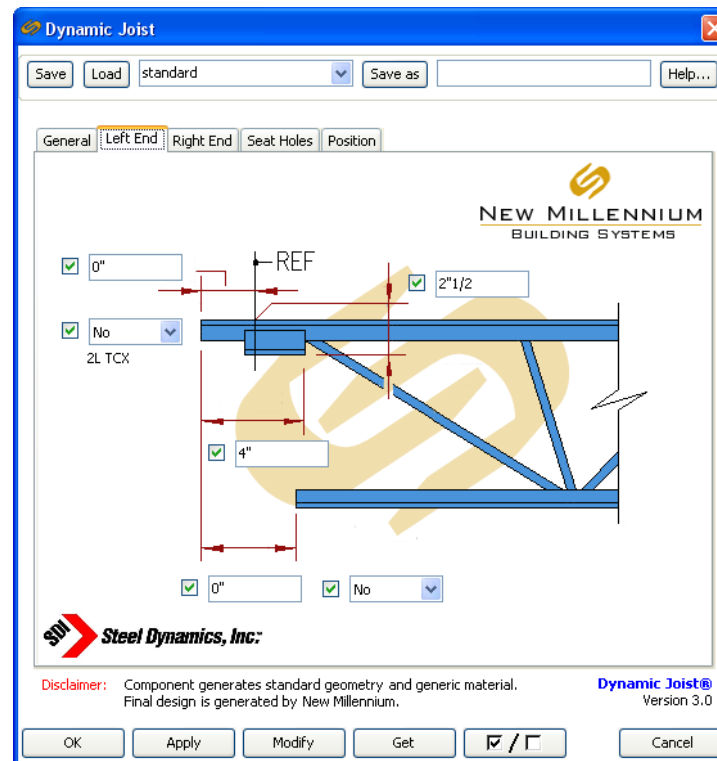 Dynamic Joist
Save Load standard Save as Help...
General Left End Right End Seat Holes Position
NEW MILLENNIUM
BUILDING SYSTEMS
0" REF
2"1/2
No
2L TCX
4"
0" No
SDI Steel Dynamics, Inc.™
Disclaimer: Component generates standard geometry and generic material. Dynamic Joist®
Final design is generated by New Millennium. Version 3.0
OK Apply Modify Get / Cancel